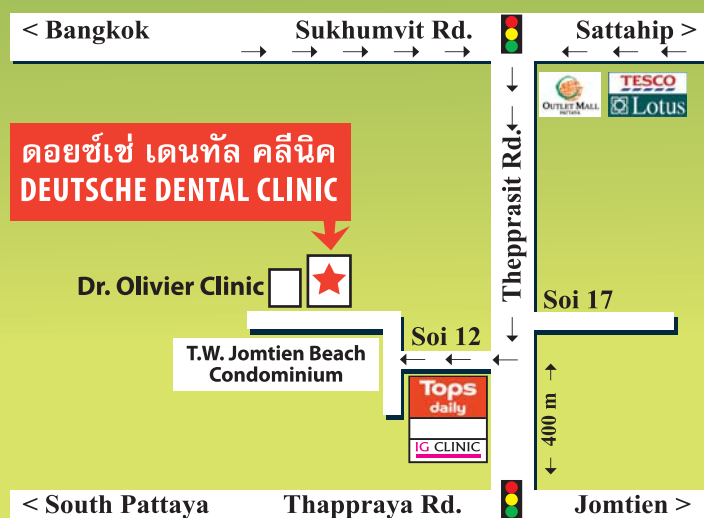 < Bangkok
Sukhumvit Rd.
Sattahip >
OUTLET MALL
PATTAYA
TESCO
Lotus
ดอยซ์เช่ เดนทัล คลีนิค
DEUTSCHE DENTAL CLINIC
Thepprasit Rd.
Dr. Olivier Clinic
Soi 17
Soi 12
T.W. Jomtien Beach
Condominium
Tops
daily
IG CLINIC
400 m
< South Pattaya
Thappraya Rd.
Jomtien >